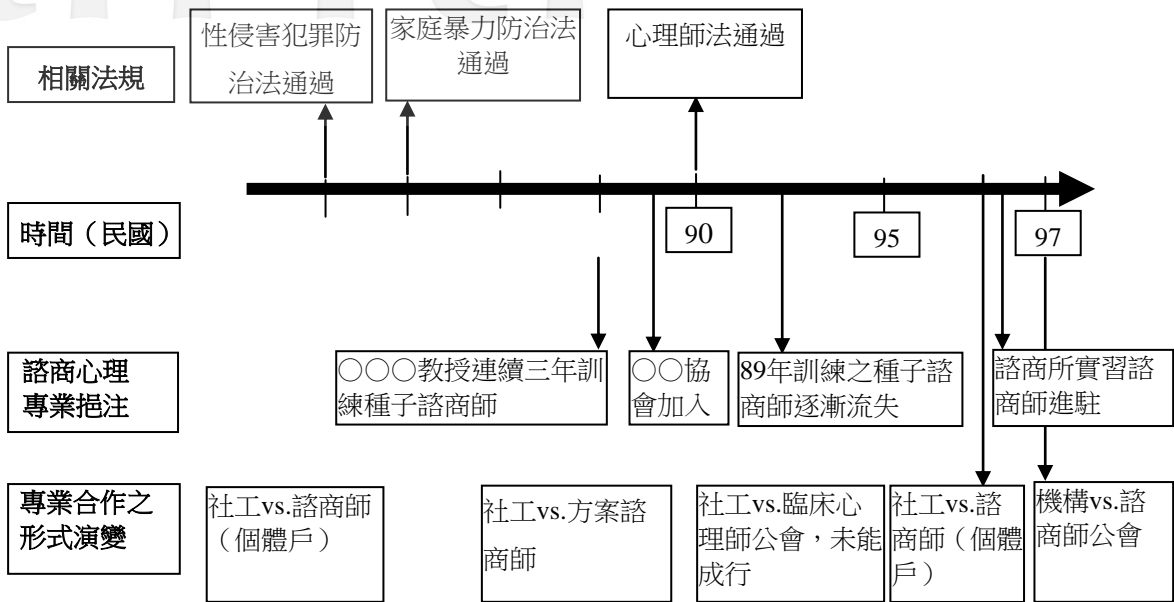 相關法規
性侵害犯罪防
治法通過
家庭暴力防治法
通過
心理師法通過
時間（民國）
90
95
97
諮商心理
專業挹注
○○○教授連續三年訓
練種子諮商師
○○協
會加入
89年訓練之種子諮
商師逐漸流失
諮商所實習諮
商師進駐
專業合作之
形式演變
社工vs.諮商師
（個體戶）
社工vs.方案諮
商師
社工vs.臨床心
理師公會，未能
成行
社工vs.諮
商師（個體
戶）
機構vs.諮
商師公會